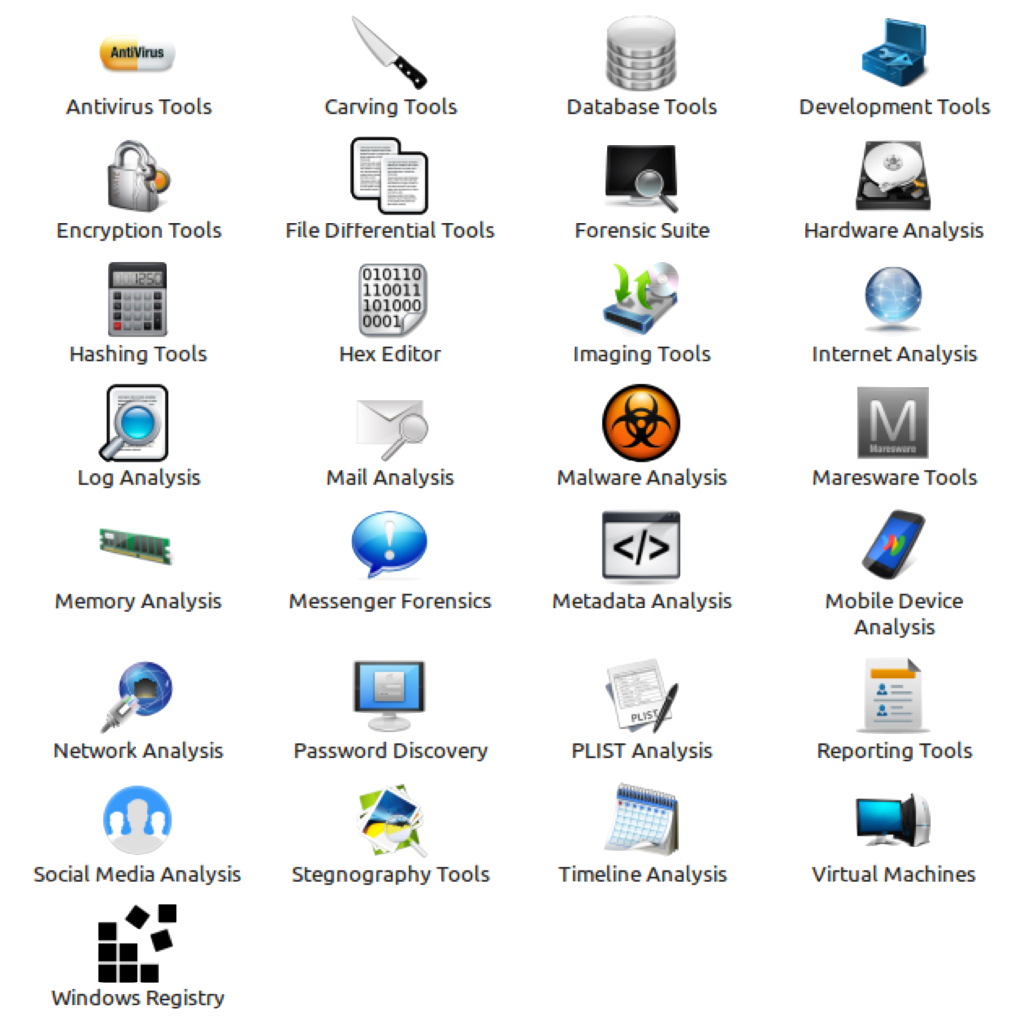 AntiVirus
Antivirus Tools
Carving Tools
Database Tools
Development Tools
Encryption Tools
File Differential Tools
Forensic Suite
Hardware Analysis
1250
Hashing Tools
010110
110011
101000
0001
Hex Editor
Imaging Tools
Internet Analysis
Log Analysis
Mail Analysis
Malware Analysis
M
Maresware
Maresware Tools
Memory Analysis
Messenger Forensics
</>
Metadata Analysis
Mobile Device
Analysis
Network Analysis
Password Discovery
PLIST
PLIST Analysis
Reporting Tools
Social Media Analysis
Stegnography Tools
Timeline Analysis
Virtual Machines
Windows Registry